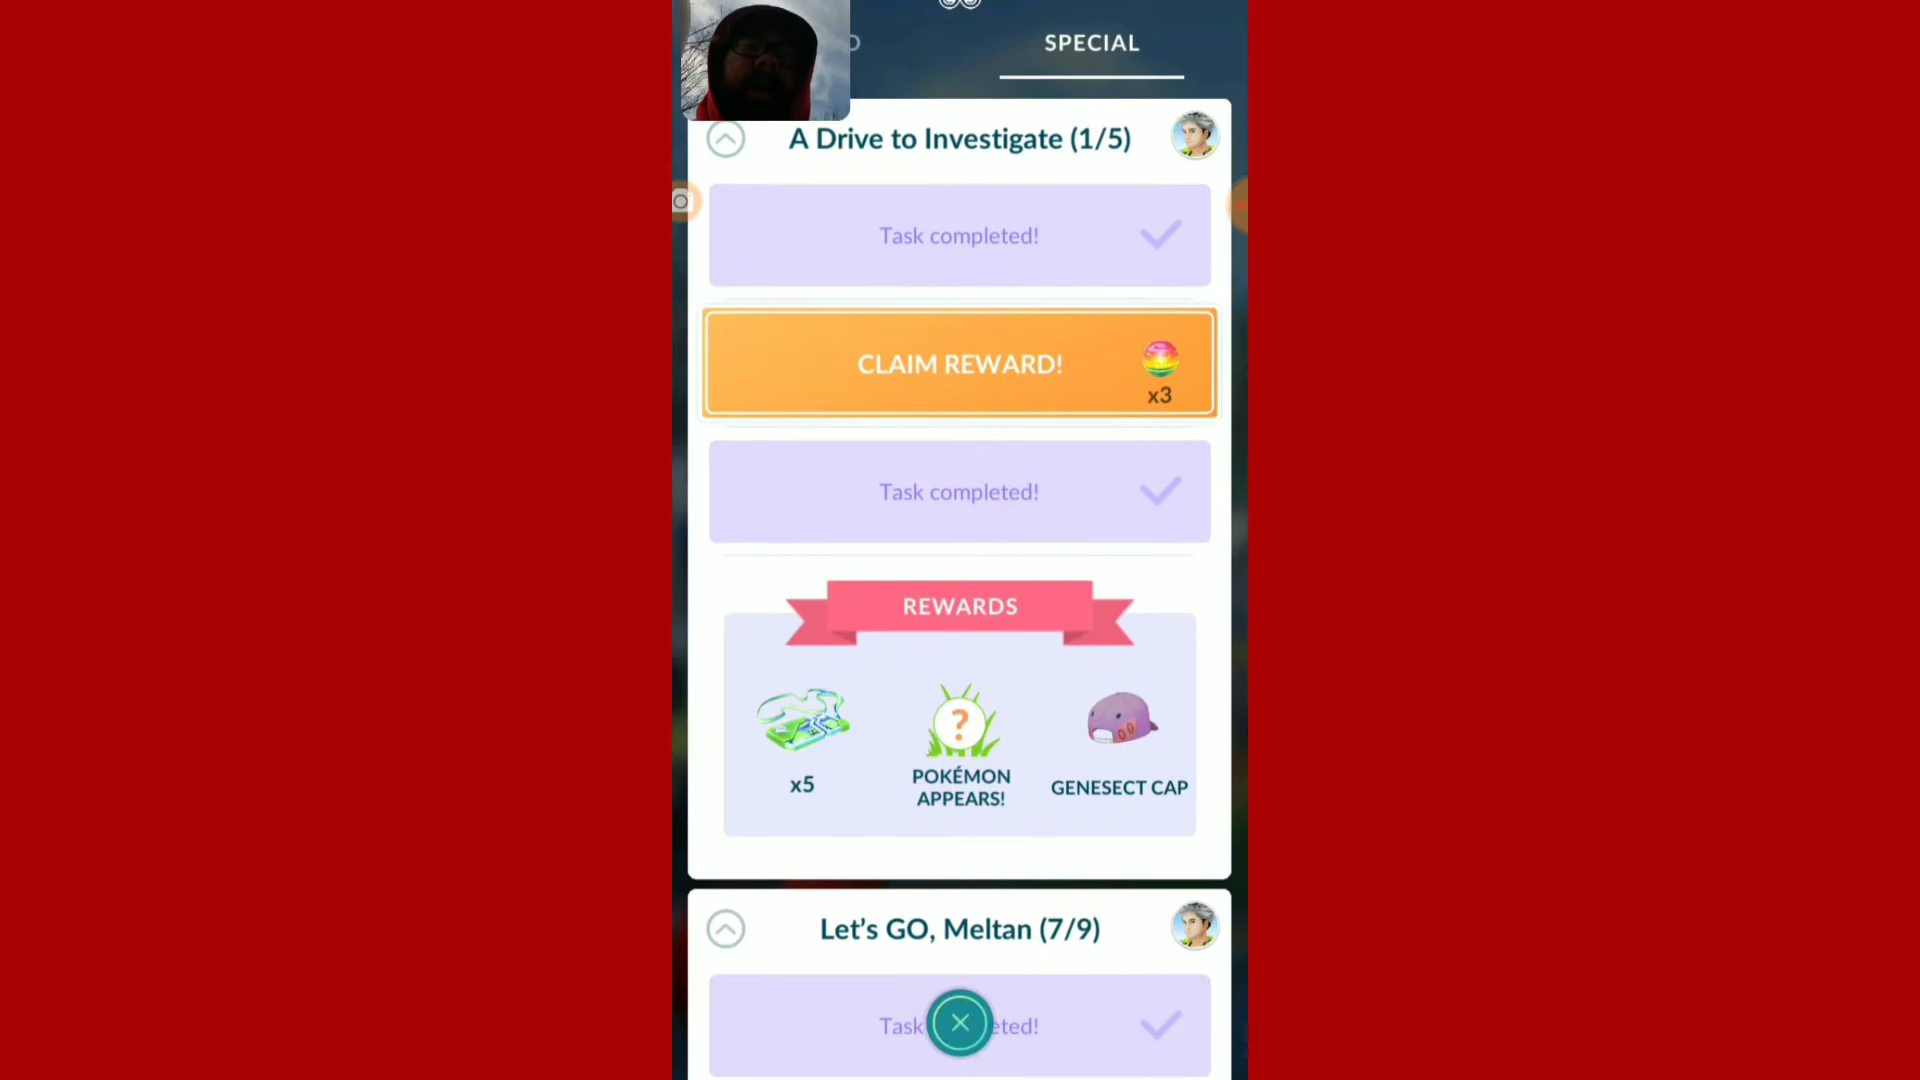 SPECIAL
A Drive to Investigate (1/5)
Task completed!
CLAIM REWARD!
x3
Task completed!
REWARDS
x5
POKÉMON
APPEARS!
GENESECT CAP
Let's GO, Meltan (7/9)
Task